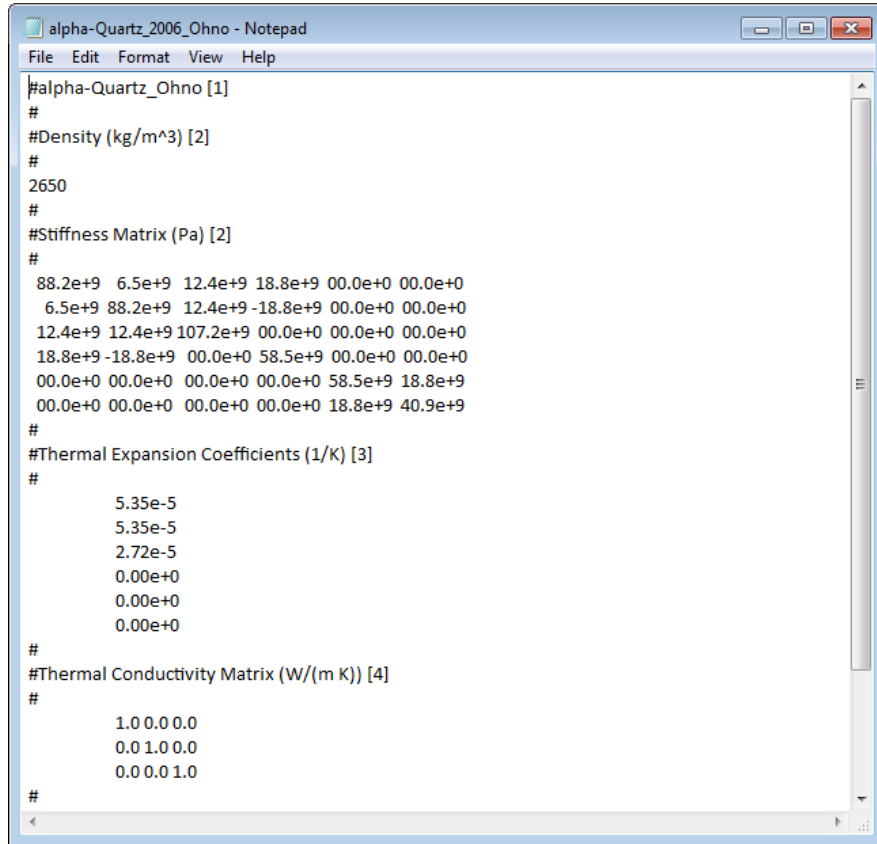 alpha-Quartz_2006_Ohno - Notepad
File Edit Format View Help
#alpha-Quartz_Ohno [1]
#
#Density (kg/m^3) [2]
#
2650
#
#Stiffness Matrix (Pa) [2]
#
88.2e+9 6.5e+9 12.4e+9 18.8e+9 00.0e+0 00.0e+0
6.5e+9 88.2e+9 12.4e+9 -18.8e+9 00.0e+0 00.0e+0
12.4e+9 12.4e+9 107.2e+9 00.0e+0 00.0e+0 00.0e+0
18.8e+9 -18.8e+9 00.0e+0 58.5e+9 00.0e+0 00.0e+0
00.0e+0 00.0e+0 00.0e+0 00.0e+0 58.5e+9 18.8e+9
00.0e+0 00.0e+0 00.0e+0 00.0e+0 18.8e+9 40.9e+9
#
#Thermal Expansion Coefficients (1/K) [3]
#
5.35e-5
5.35e-5
2.72e-5
0.00e+0
0.00e+0
0.00e+0
#
#Thermal Conductivity Matrix (W/(m K)) [4]
#
1.0 0.0 0.0
0.0 1.0 0.0
0.0 0.0 1.0
#